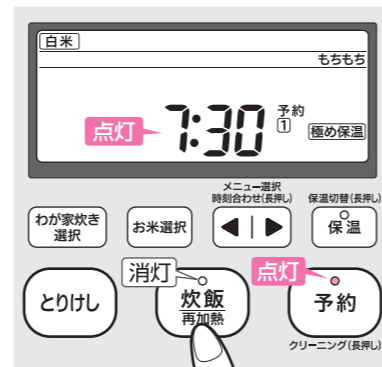 白米
もちもち
点灯
7:30
予約
1
極め保温
メニュー選択
時刻合わせ(長押し)
保温切替(長押し)
わが家炊き
選択
お米選択
◀ | ▶
保温
消灯
点灯
とりけし
炊飯
再加熱
予約
クリーニング(長押し)